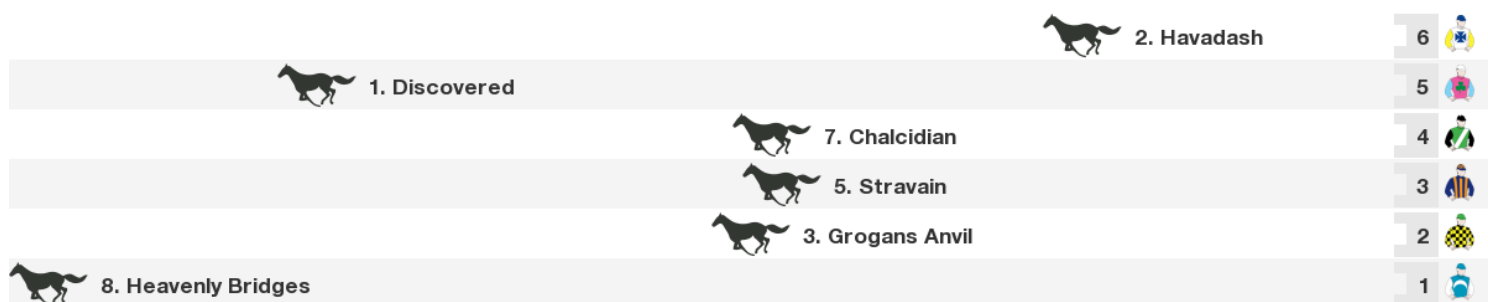 2. Havadash 6
1. Discovered 5
7. Chalcidian 4
5. Stravain 3
3. Grogans Anvil 2
8. Heavenly Bridges 1